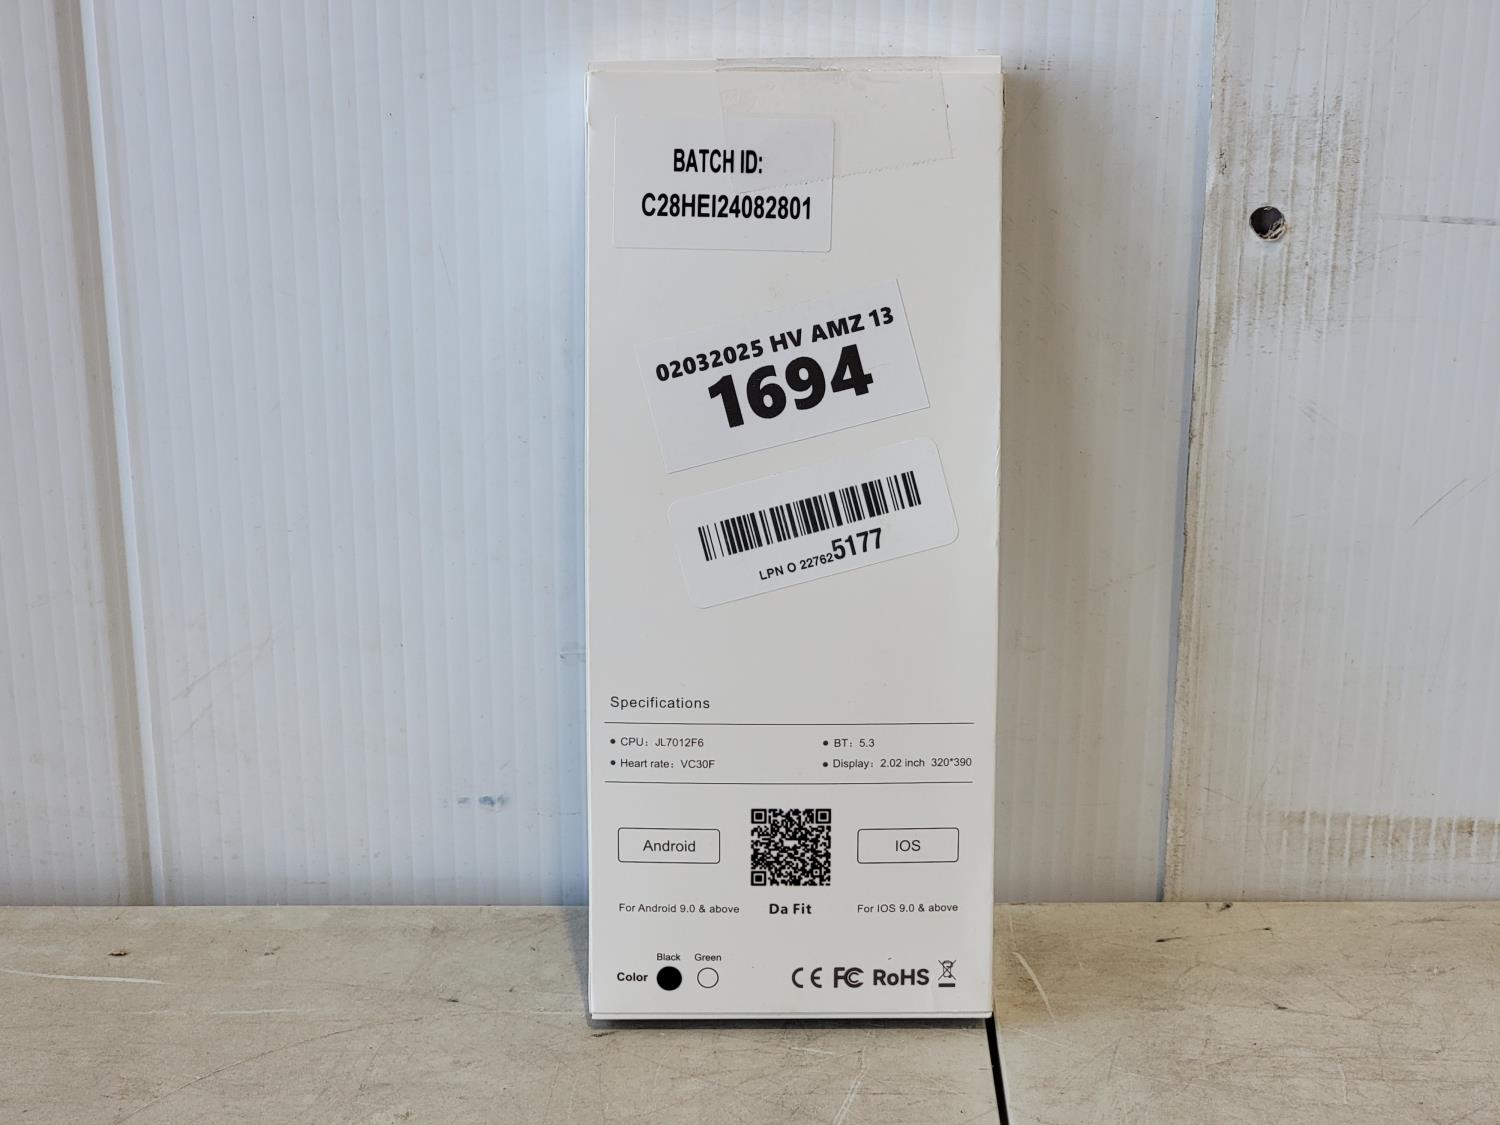 BATCH ID:
C28HEI24082801
02032025 HV AMZ 13
1694
LPN O 227625177
Specifications
• CPU: JL7012F6
• BT: 5.3
• Heart rate: VC30F
• Display: 2.02 inch 320*390
Android
IOS
For Android 9.0 & above
Da Fit
For IOS 9.0 & above
Black Green
Color
CE FC RoHS